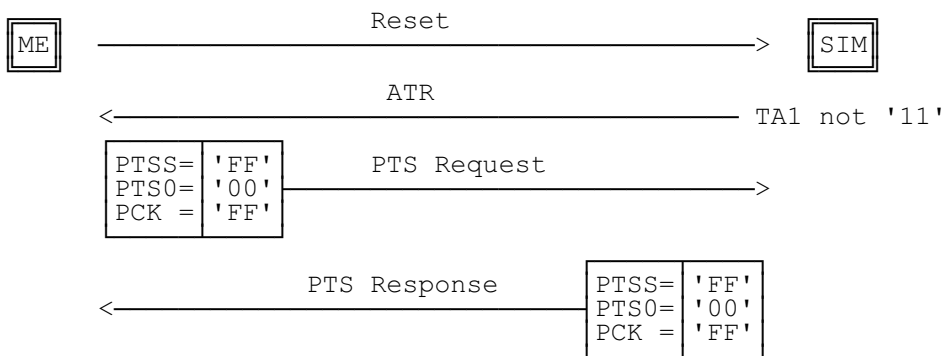 Reset
ME
SIM
ATR
TA1 not '11'
PTSS= 'FF'
PTS0= '00'
PCK = 'FF'
PTS Request
PTS Response
PTSS= 'FF'
PTS0= '00'
PCK = 'FF'